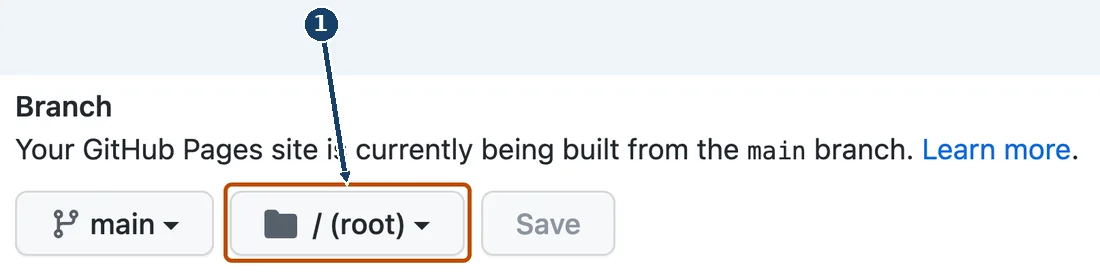 1
Branch
Your GitHub Pages site is currently being built from the main branch. Learn more.
main / (root) Save